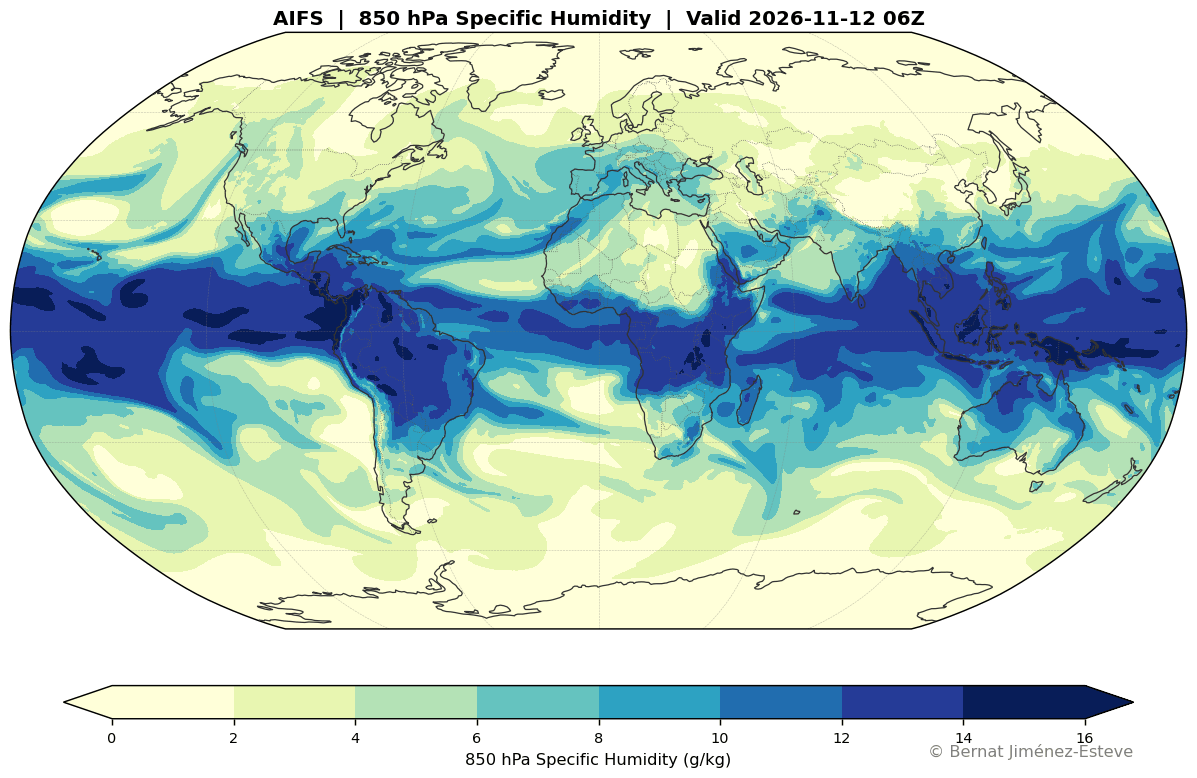 AIFS | 850 hPa Specific Humidity | Valid 2026-11-12 06Z
0 2 4 6 8 10 12 14 16
850 hPa Specific Humidity (g/kg)
© Bernat Jiménez-Esteve